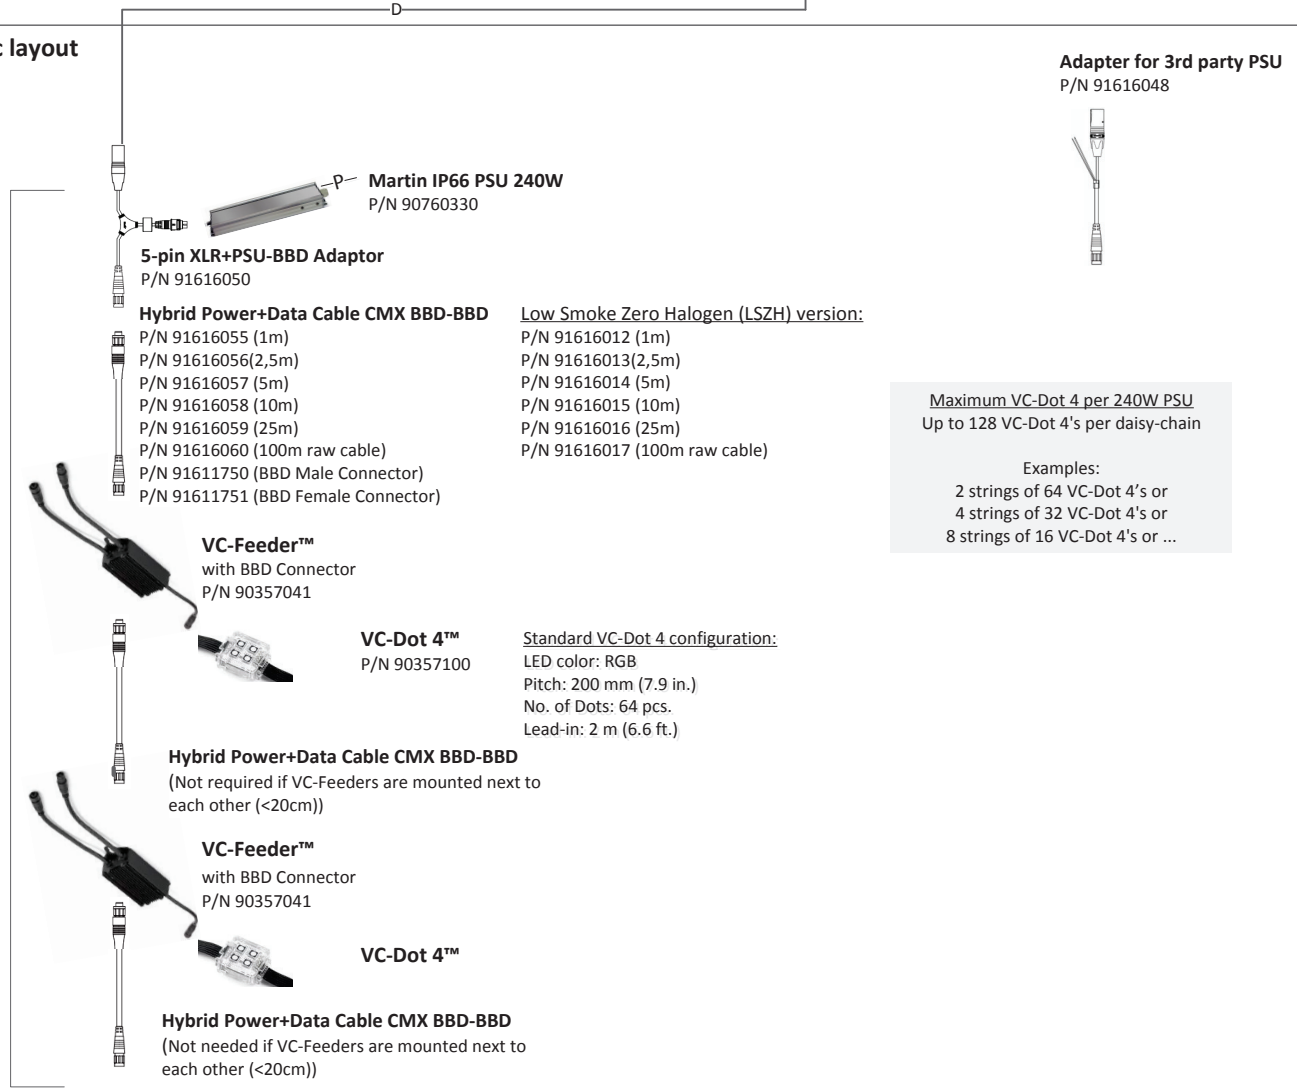 D
c layout
Adapter for 3rd party PSU
P/N 91616048
P
Martin IP66 PSU 240W
P/N 90760330
5-pin XLR+PSU-BBD Adaptor
P/N 91616050
Hybrid Power+Data Cable CMX BBD-BBD
P/N 91616055 (1m)
P/N 91616056(2,5m)
P/N 91616057 (5m)
P/N 91616058 (10m)
P/N 91616059 (25m)
P/N 91616060 (100m raw cable)
P/N 91611750 (BBD Male Connector)
P/N 91611751 (BBD Female Connector)
Low Smoke Zero Halogen (LSZH) version:
P/N 91616012 (1m)
P/N 91616013(2,5m)
P/N 91616014 (5m)
P/N 91616015 (10m)
P/N 91616016 (25m)
P/N 91616017 (100m raw cable)
Maximum VC-Dot 4 per 240W PSU
Up to 128 VC-Dot 4's per daisy-chain
Examples:
2 strings of 64 VC-Dot 4’s or
4 strings of 32 VC-Dot 4's or
8 strings of 16 VC-Dot 4's or ...
VC-Feeder™
with BBD Connector
P/N 90357041
VC-Dot 4™
P/N 90357100
Standard VC-Dot 4 configuration:
LED color: RGB
Pitch: 200 mm (7.9 in.)
No. of Dots: 64 pcs.
Lead-in: 2 m (6.6 ft.)
Hybrid Power+Data Cable CMX BBD-BBD
(Not required if VC-Feeders are mounted next to
each other (<20cm))
VC-Feeder™
with BBD Connector
P/N 90357041
VC-Dot 4™
Hybrid Power+Data Cable CMX BBD-BBD
(Not needed if VC-Feeders are mounted next to
each other (<20cm))